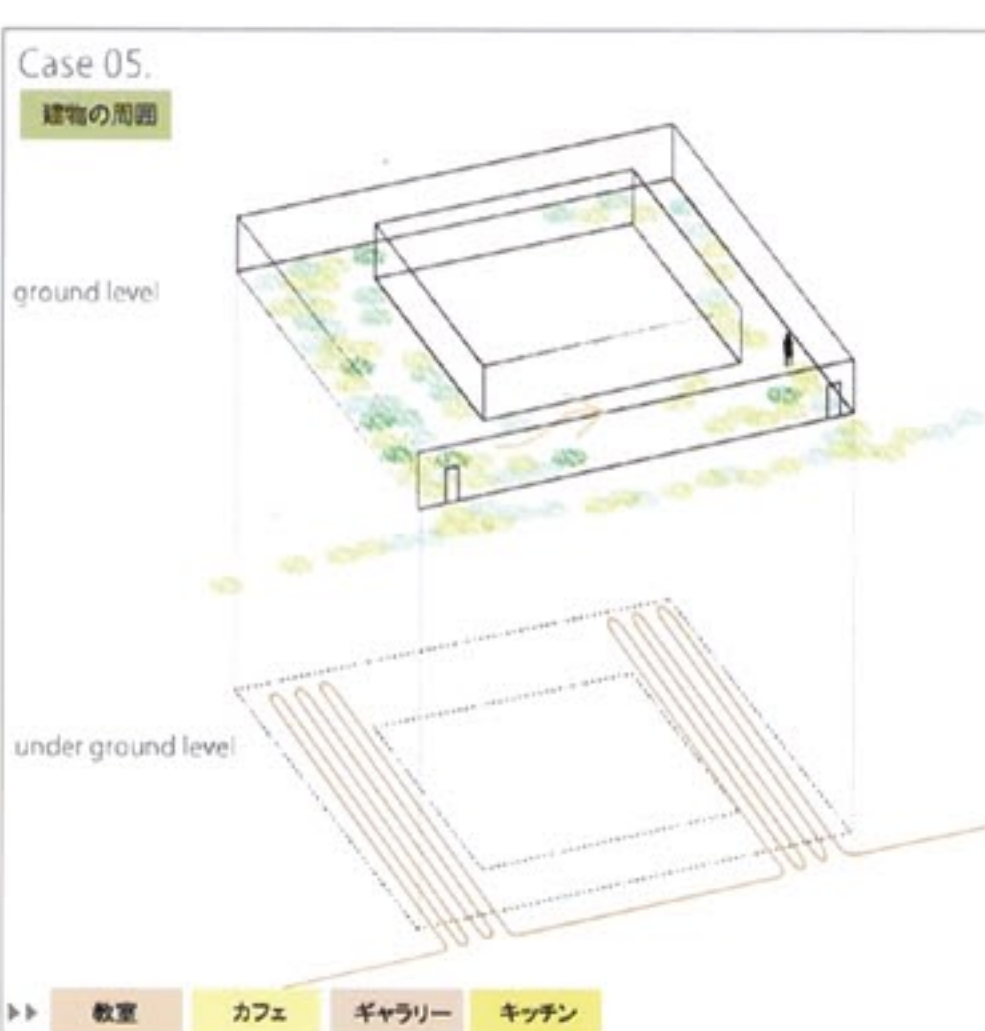 Case 05.
建物の周囲
ground level
under ground level
▶▶ 教室 カフェ ギャラリー キッチン